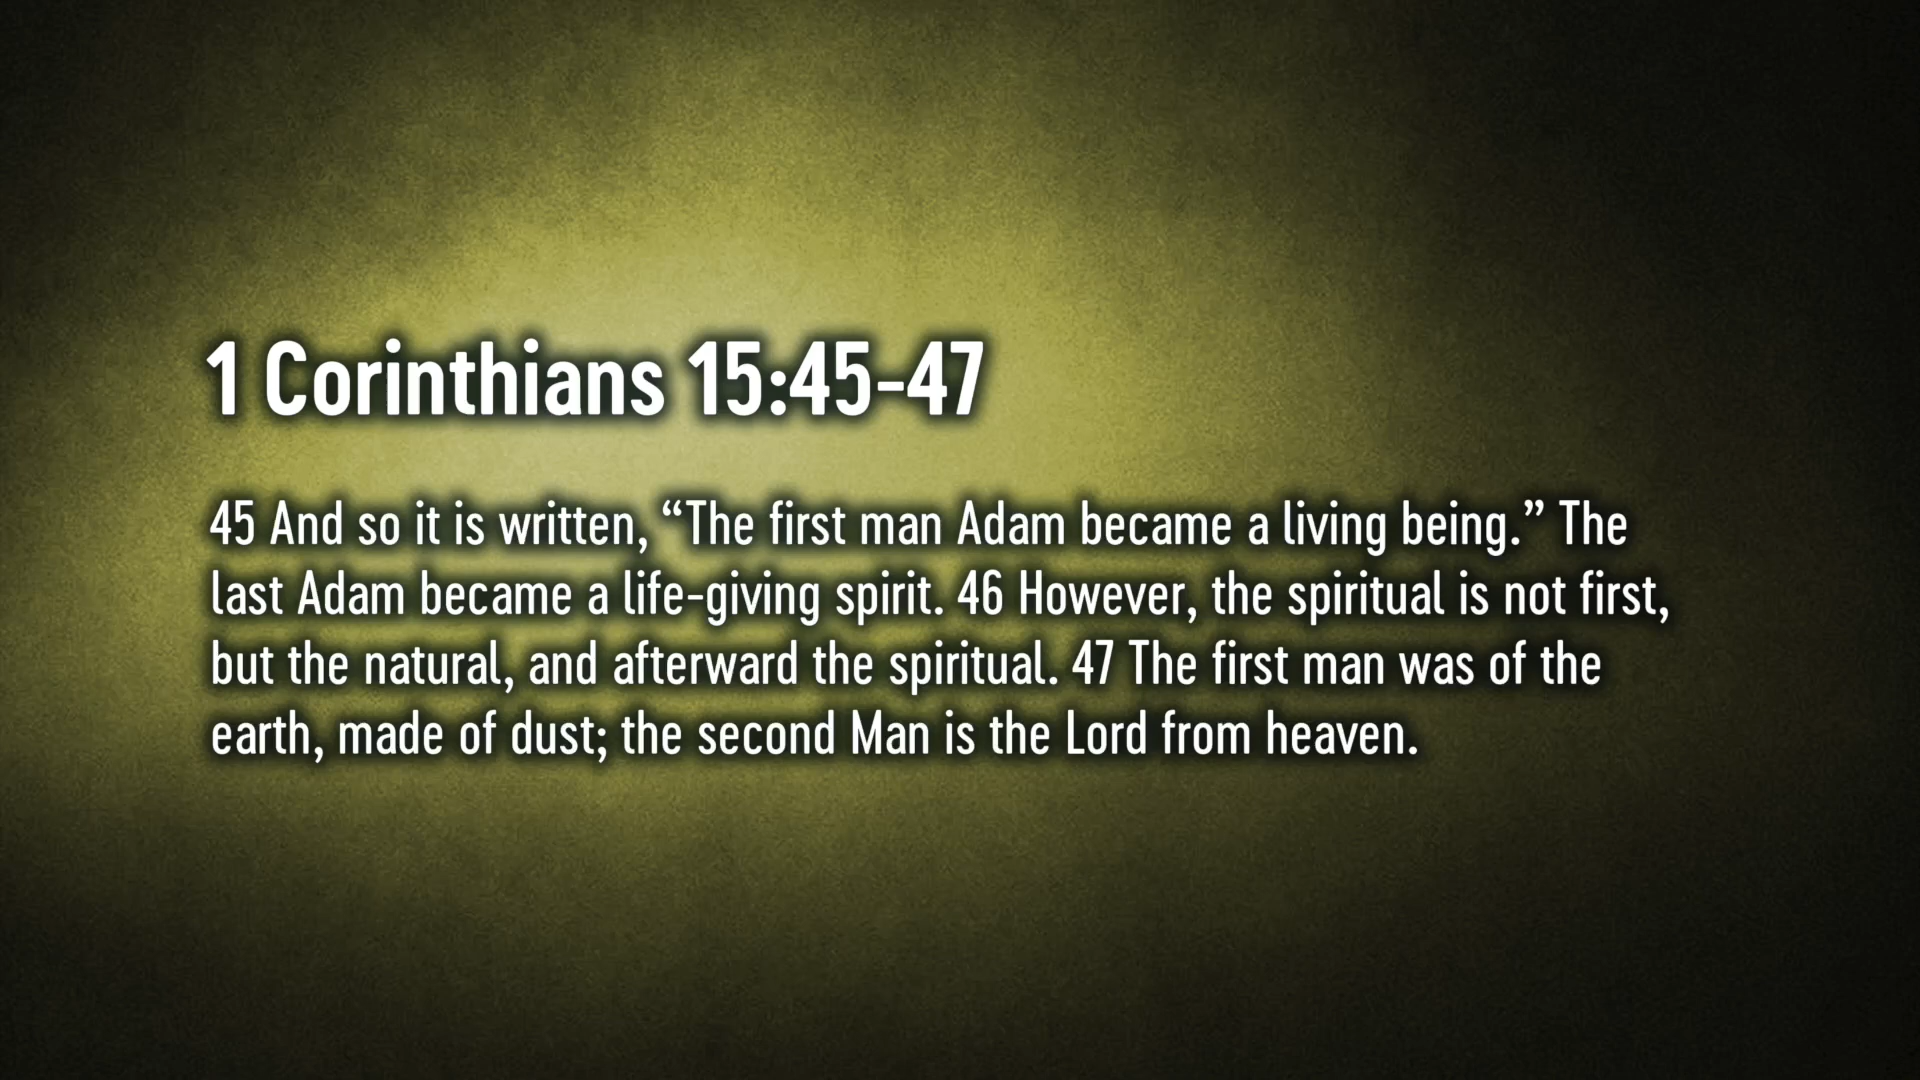 1 Corinthians 15:45-47
45 And so it is written, “The first man Adam became a living being.” The
last Adam became a life-giving spirit. 46 However, the spiritual is not first,
but the natural, and afterward the spiritual. 47 The first man was of the
earth, made of dust; the second Man is the Lord from heaven.